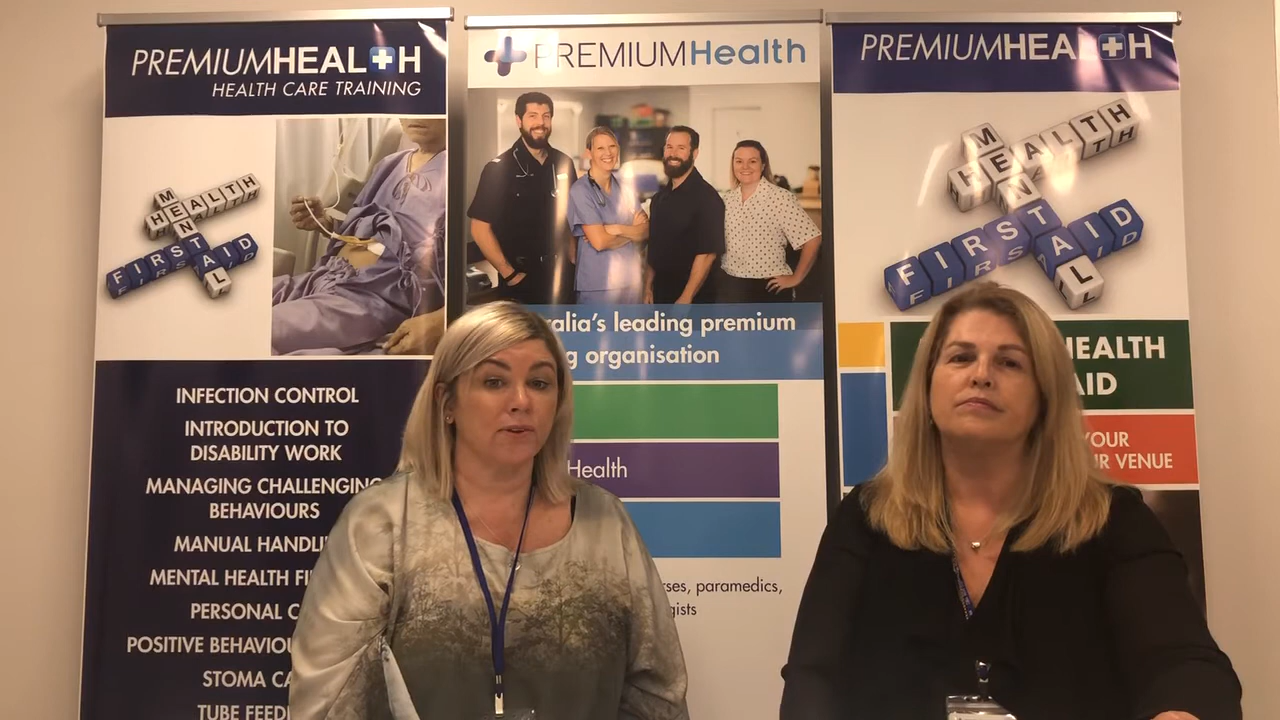 PREMIUMHEALTH
HEALTH CARE TRAINING
MENTAL
HEALTH
FIRST AID
INFECTION CONTROL
INTRODUCTION TO
DISABILITY WORK
MANAGING CHALLENGING
BEHAVIOURS
MANUAL HANDLI
MENTAL HEALTH FI
PERSONAL C
POSITIVE BEHAVIOU
STOMA CA
TUBE FEED
PREMIUMHealth
ralia's leading premium
g organisation
Health
rses, paramedics,
gists
PREMIUMHEALTH
MENTAL
HEALTH
FIRST AID
HEALTH
AID
YOUR
R VENUE